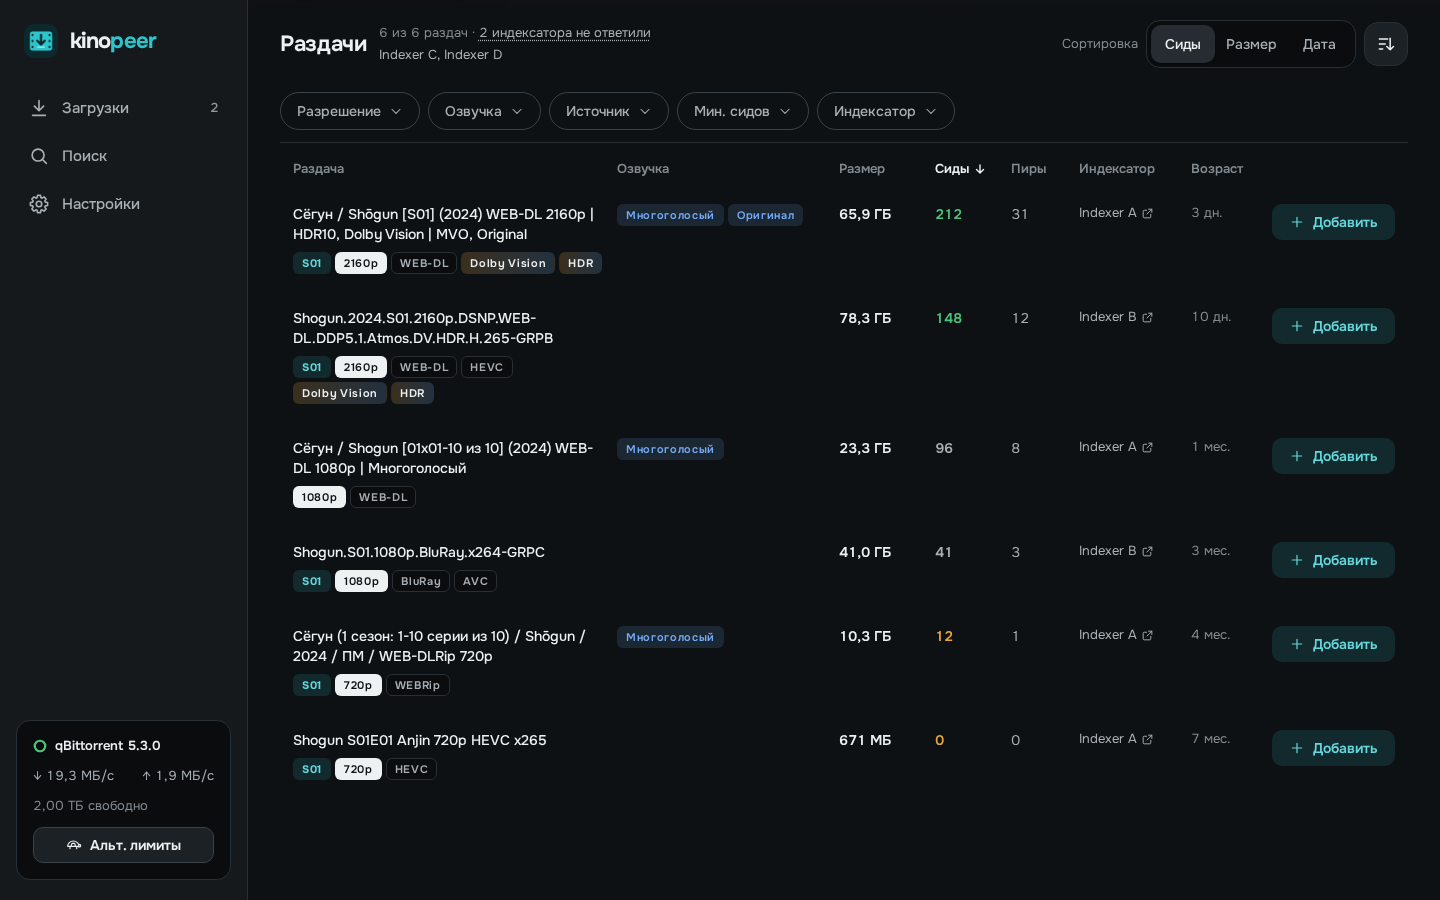 kinopeer
Загрузки 2
Поиск
Настройки
qBittorrent 5.3.0
↓ 19,3 МБ/с ↑ 1,9 МБ/с
2,00 ТБ свободно
Альт. лимиты
Раздачи
6 из 6 раздач · 2 индексатора не ответили
Indexer C, Indexer D
Сортировка Сиды Размер Дата
Разрешение Озвучка Источник Мин. сидов Индексатор
Раздача Озвучка Размер Сиды ↓ Пиры Индексатор Возраст
Сёгун / Shōgun [S01] (2024) WEB-DL 2160p | Многоголосый Оригинал 65,9 ГБ 212 31 Indexer A 3 дн. + Добавить
HDR10, Dolby Vision | MVO, Original
S01 2160p WEB-DL Dolby Vision HDR
Shogun.2024.S01.2160p.DSNP.WEB- 78,3 ГБ 148 12 Indexer B 10 дн. + Добавить
DL.DDP5.1.Atmos.DV.HDR.H.265-GRPB
S01 2160p WEB-DL HEVC
Dolby Vision HDR
Сёгун / Shogun [01x01-10 из 10] (2024) WEB- Многоголосый 23,3 ГБ 96 8 Indexer A 1 мес. + Добавить
DL 1080p | Многоголосый
1080p WEB-DL
Shogun.S01.1080p.BluRay.x264-GRPC 41,0 ГБ 41 3 Indexer B 3 мес. + Добавить
S01 1080p BluRay AVC
Сёгун (1 сезон: 1-10 серии из 10) / Shōgun / Многоголосый 10,3 ГБ 12 1 Indexer A 4 мес. + Добавить
2024 / ПМ / WEB-DLRip 720p
S01 720p WEBRip
Shogun S01E01 Anjin 720p HEVC x265 671 МБ 0 0 Indexer A 7 мес. + Добавить
S01 720p HEVC